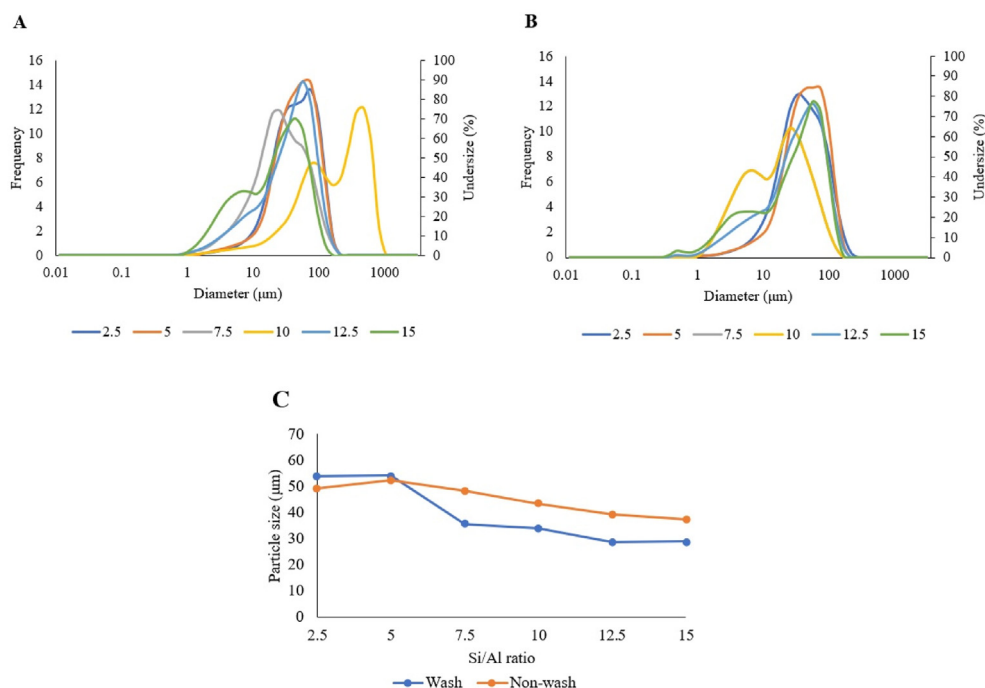 A
Frequency
16
14
12
10
8
6
4
2
0
100
90
80
70
60
50
40
30
20
10
0
Undersize (%)
0.01 0.1 1 10 100 1000
Diameter (μm)
2.5 5 7.5 10 12.5 15
B
Frequency
16
14
12
10
8
6
4
2
0
100
90
80
70
60
50
40
30
20
10
0
Undersize (%)
0.01 0.1 1 10 100 1000
Diameter (μm)
2.5 5 7.5 10 12.5 15
C
Particle size (μm)
70
60
50
40
30
20
10
0
2.5 5 7.5 10 12.5 15
Si/Al ratio
Wash Non-wash